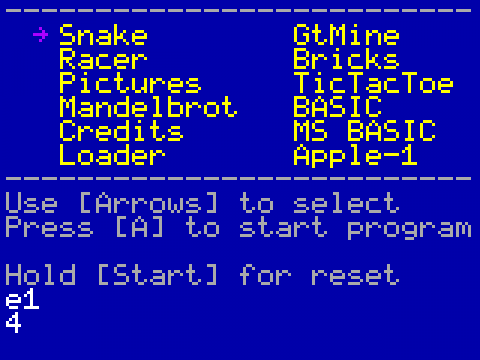 → Snake GtMine
Racer Bricks
Pictures TicTacToe
Mandelbrot BASIC
Credits MS BASIC
Loader Apple-1
Use [Arrows] to select
Press [A] to start program
Hold [Start] for reset
e1
4